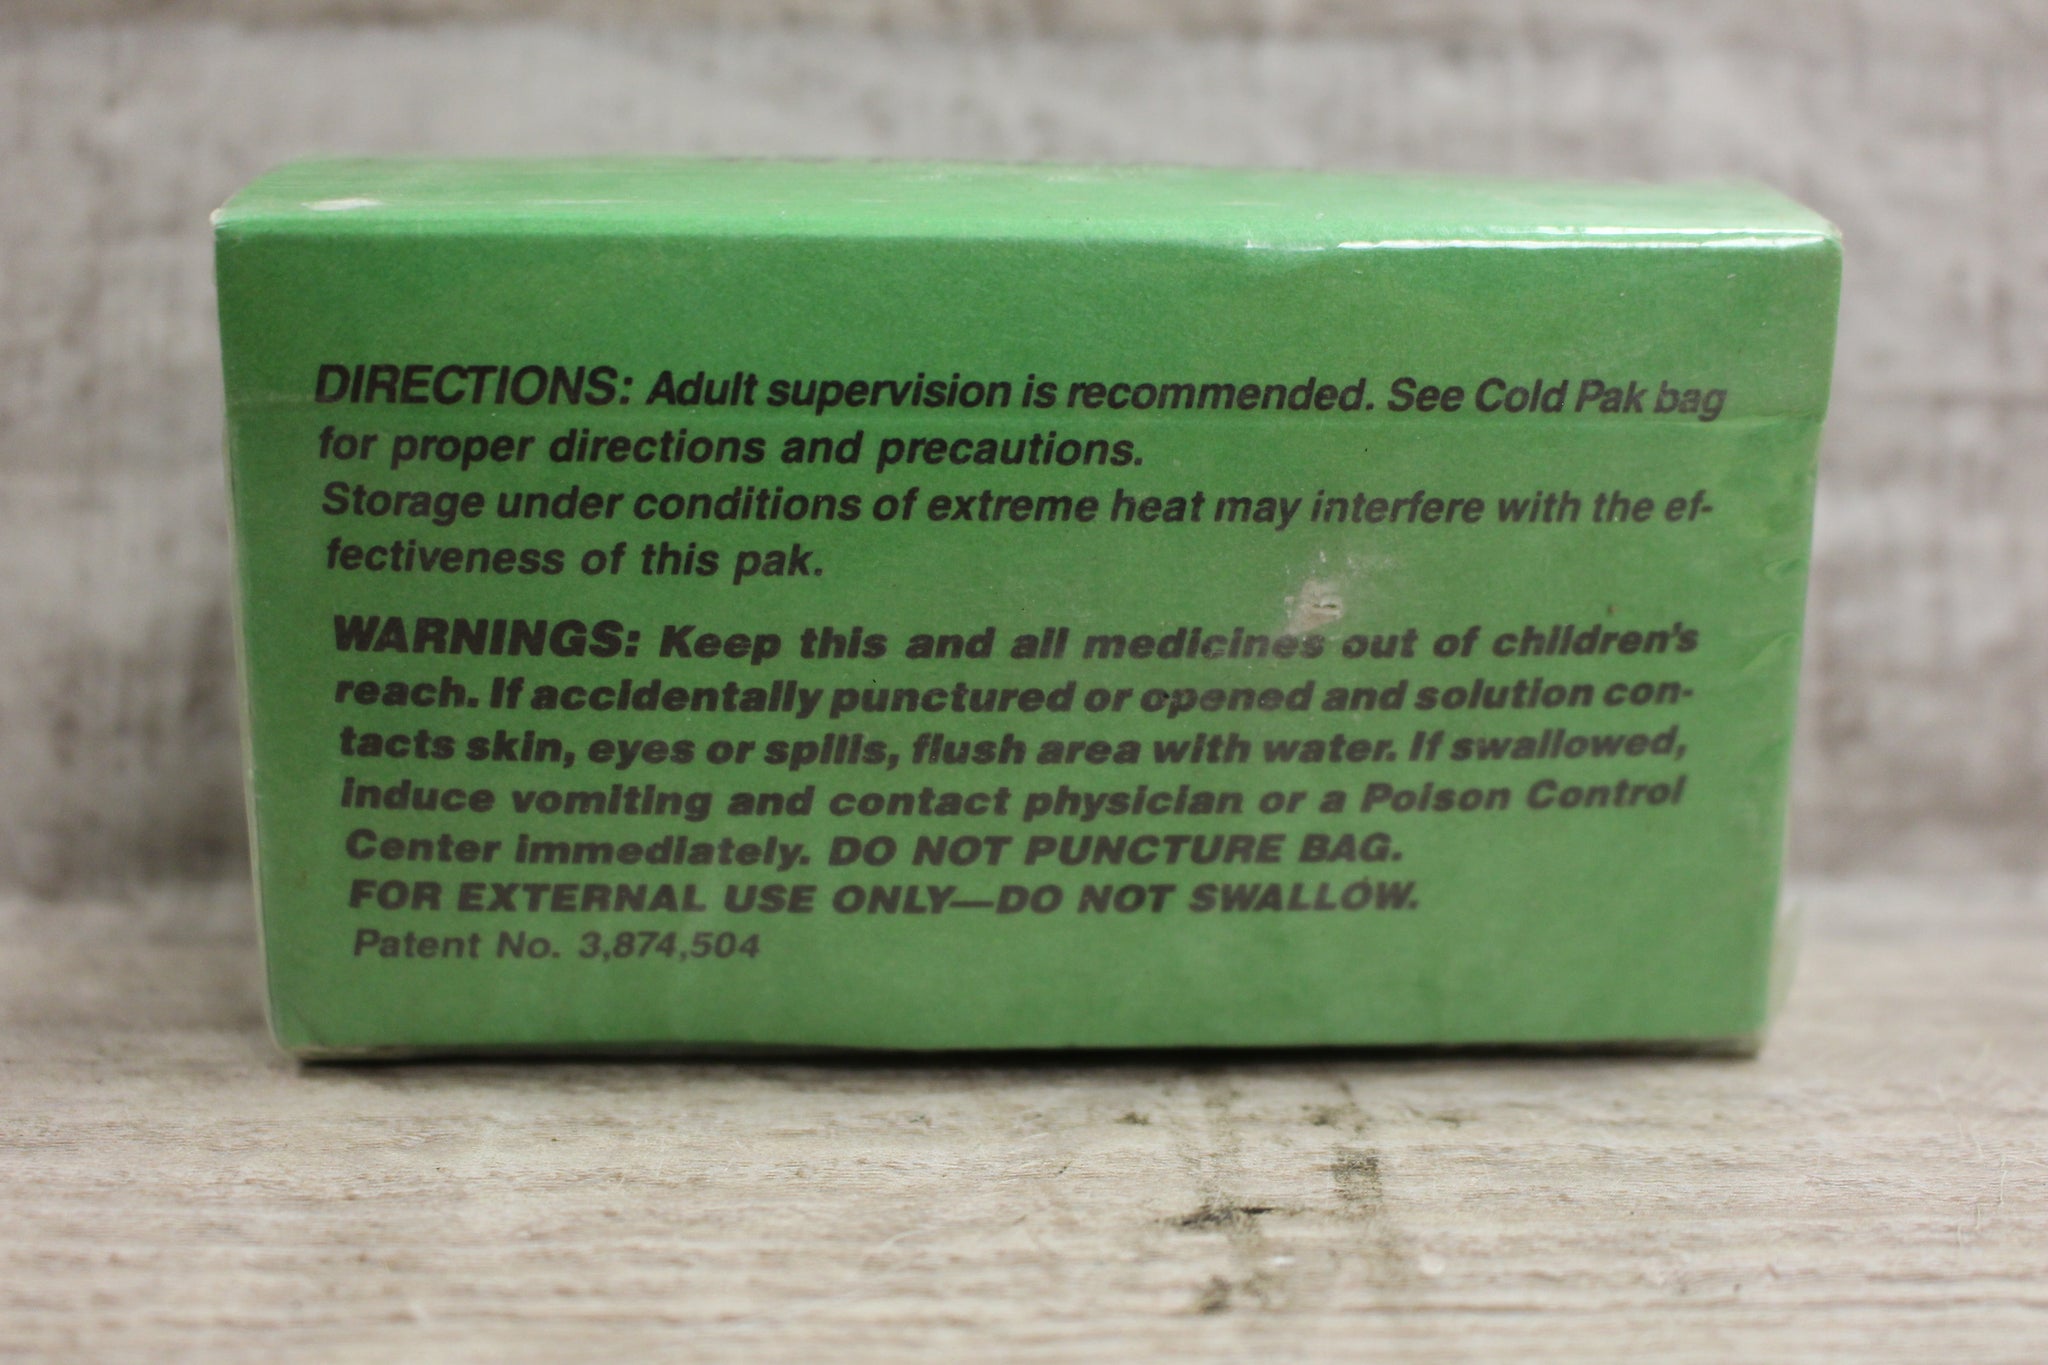 DIRECTIONS: Adult supervision is recommended. See Cold Pak bag
for proper directions and precautions.
Storage under conditions of extreme heat may interfere with the ef-
fectiveness of this pak.
WARNINGS: Keep this and all medicines out of children's
reach. If accidentally punctured or opened and solution con-
tacts skin, eyes or spills, flush area with water. If swallowed,
induce vomiting and contact physician or a Poison Control
Center immediately. DO NOT PUNCTURE BAG.
FOR EXTERNAL USE ONLY—DO NOT SWALLOW.
Patent No. 3,874,504